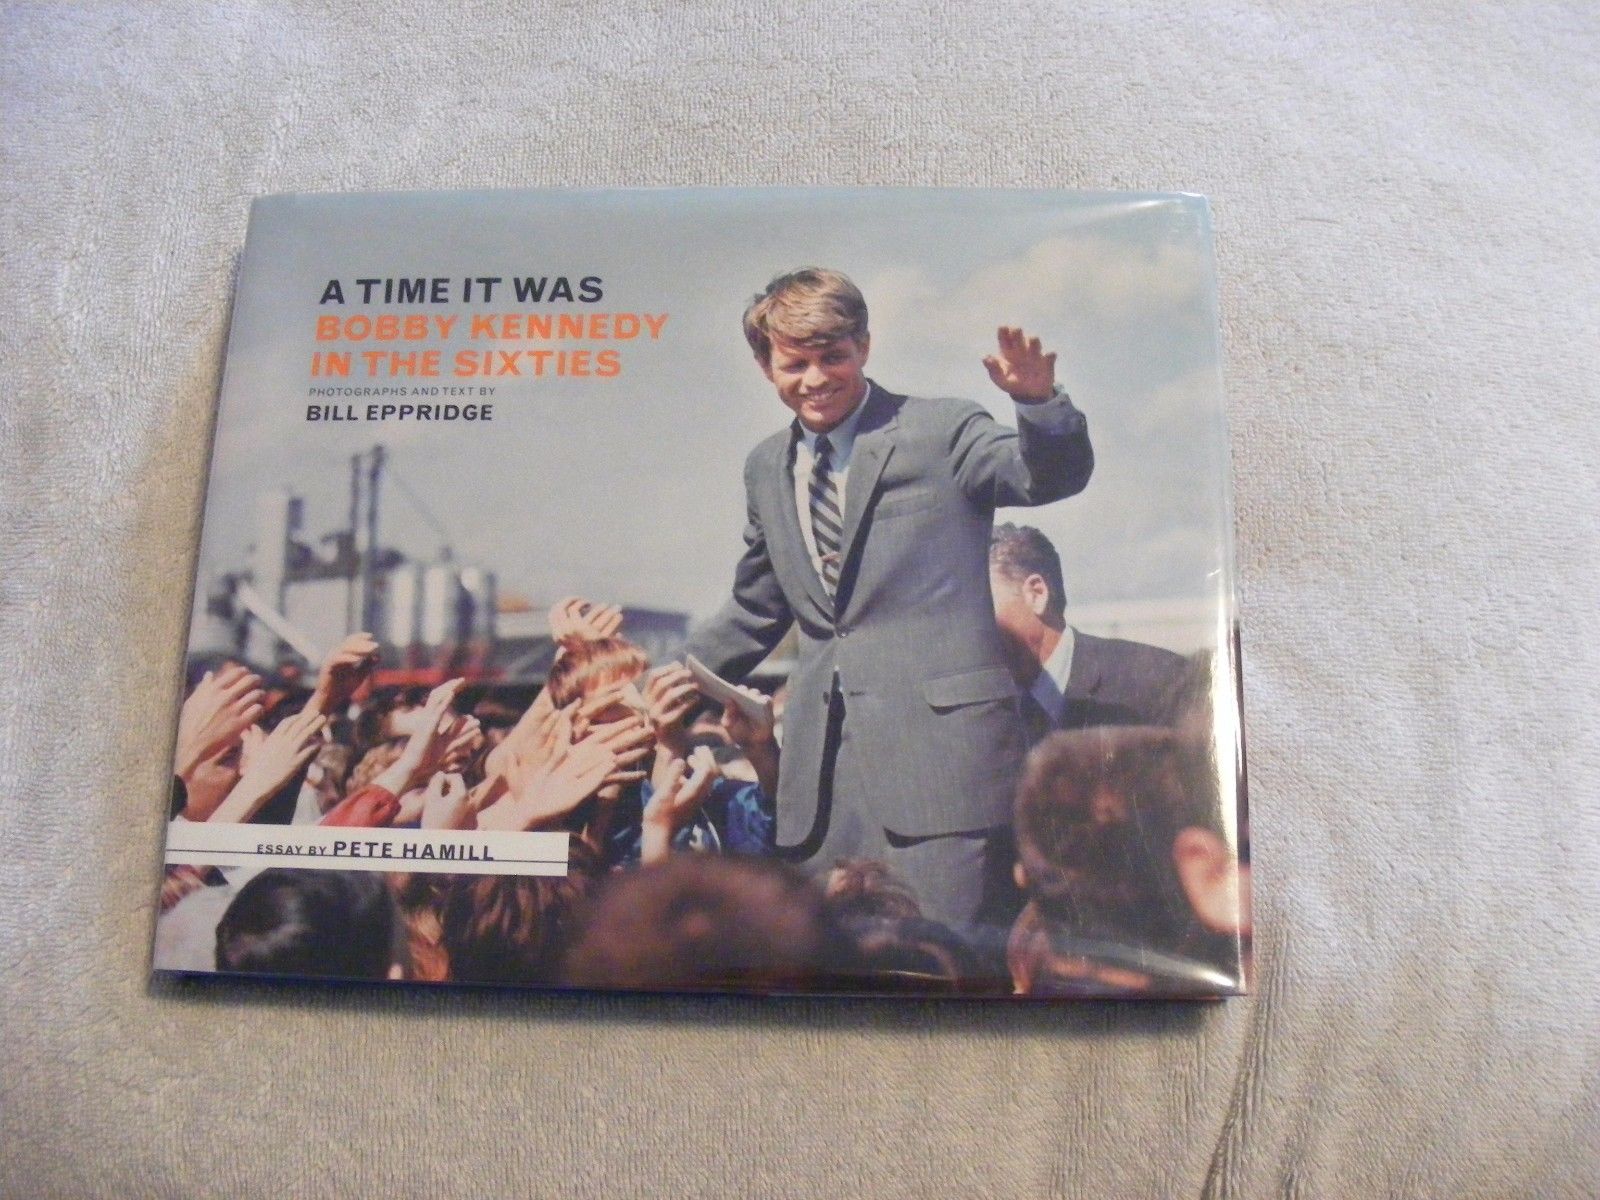 A TIME IT WAS
BOBBY KENNEDY
IN THE SIXTIES
PHOTOGRAPHS AND TEXT BY
BILL EPPRIDGE
ESSAY BY PETE HAMILL